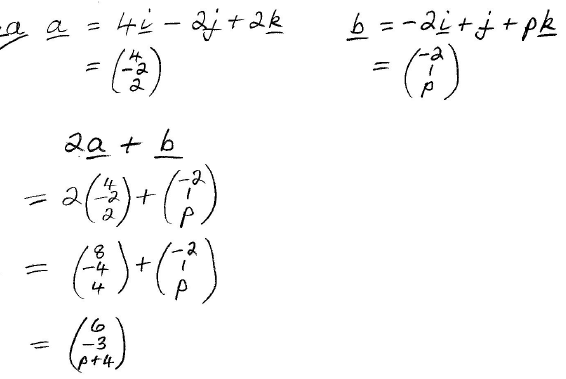 a a = 4i − 2j + 2k b = −2i + j + pk
= (4 −2 2) = (−2 1 p)
2a + b
= 2(4 −2 2) + (−2 1 p)
= (8 −4 4) + (−2 1 p)
= (6 −3 p+4)